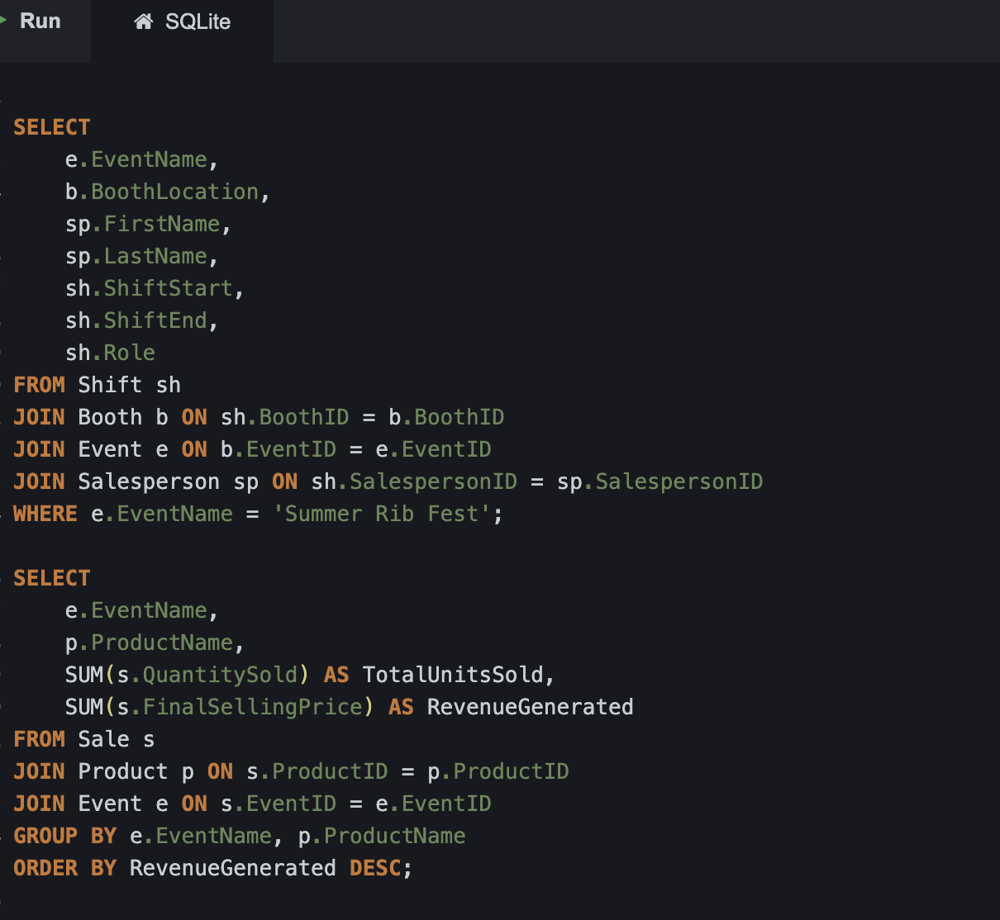 Run
SQLite
SELECT
    e.EventName,
    b.BoothLocation,
    sp.FirstName,
    sp.LastName,
    sh.ShiftStart,
    sh.ShiftEnd,
    sh.Role
FROM Shift sh
JOIN Booth b ON sh.BoothID = b.BoothID
JOIN Event e ON b.EventID = e.EventID
JOIN Salesperson sp ON sh.SalespersonID = sp.SalespersonID
WHERE e.EventName = 'Summer Rib Fest';
SELECT
    e.EventName,
    p.ProductName,
    SUM(s.QuantitySold) AS TotalUnitsSold,
    SUM(s.FinalSellingPrice) AS RevenueGenerated
FROM Sale s
JOIN Product p ON s.ProductID = p.ProductID
JOIN Event e ON s.EventID = e.EventID
GROUP BY e.EventName, p.ProductName
ORDER BY RevenueGenerated DESC;